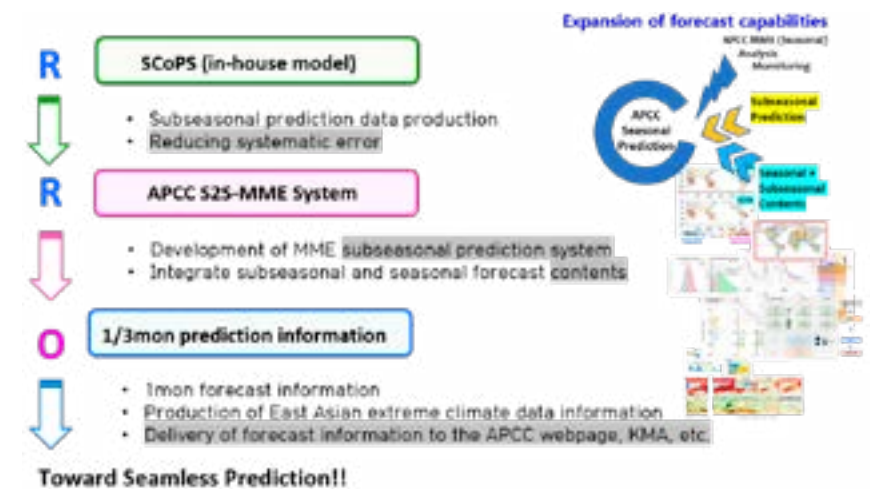 Expansion of forecast capabilities
APCC MME (Seasonal)
Analysis
Monitoring
R
SCoPS (in-house model)
• Subseasonal prediction data production
• Reducing systematic error
APCC
Seasonal
Prediction
Subseasonal
Prediction
Seasonal +
Subseasonal
Contents
R
APCC S2S-MME System
• Development of MME subseasonal prediction system
• Integrate subseasonal and seasonal forecast contents
O
1/3mon prediction information
• 1mon forecast information
• Production of East Asian extreme climate data information
• Delivery of forecast information to the APCC webpage, KMA, etc.
Toward Seamless Prediction!!